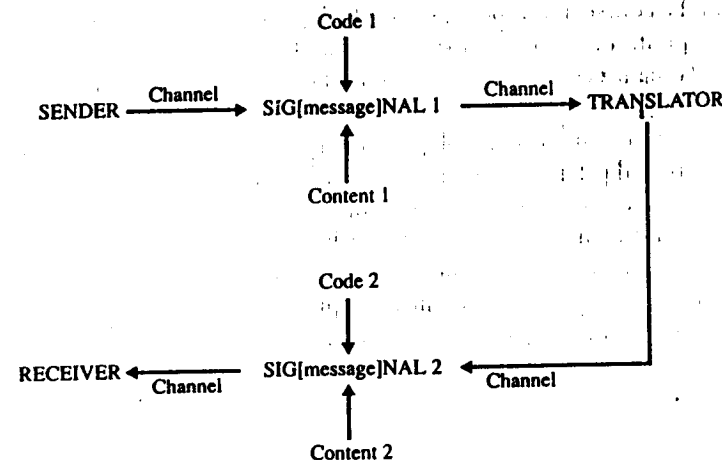 Code 1
SENDER Channel SIG[message]NAL 1 Channel TRANSLATOR
Content 1
Code 2
RECEIVER Channel SIG[message]NAL 2 Channel
Content 2